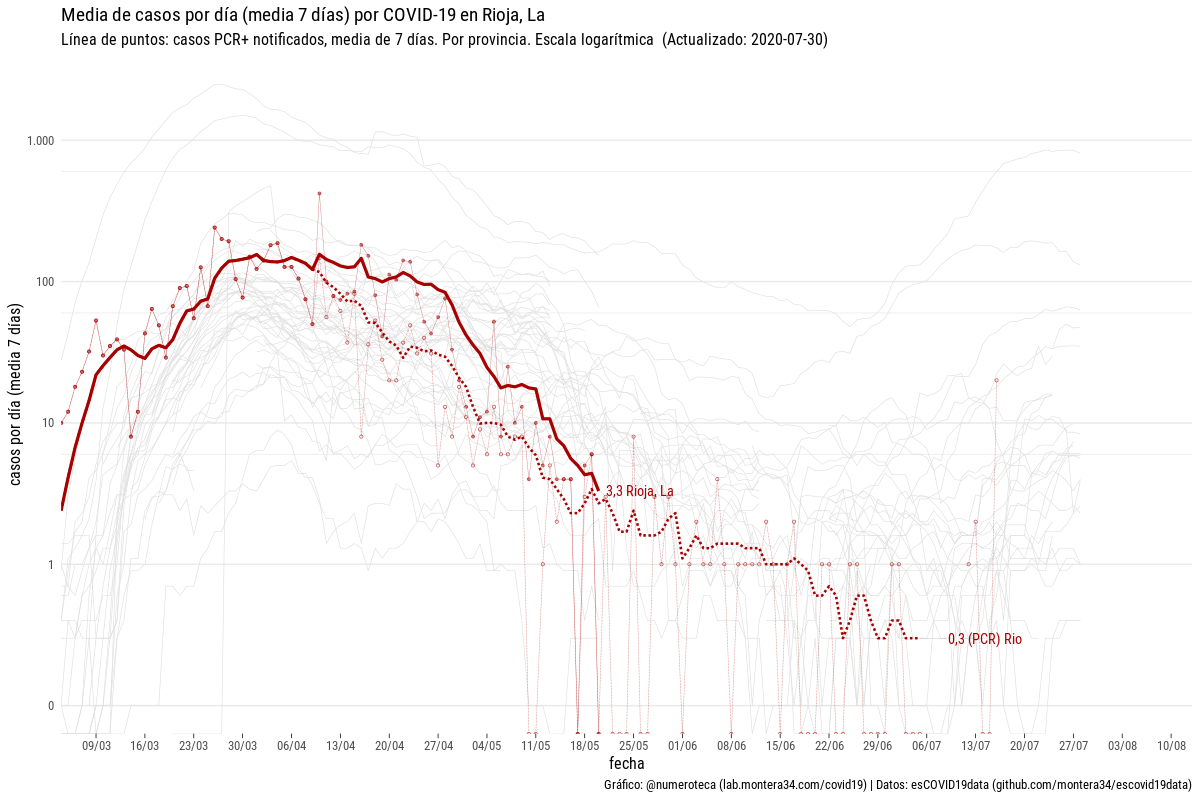 Media de casos por día (media 7 días) por COVID-19 en Rioja, La
Línea de puntos: casos PCR+ notificados, media de 7 días. Por provincia. Escala logarítmica (Actualizado: 2020-07-30)
casos por día (media 7 días)
1.000
100
10
1
0
3,3 Rioja, La
0,3 (PCR) Rio
09/03 16/03 23/03 30/03 06/04 13/04 20/04 27/04 04/05 11/05 18/05 25/05 01/06 08/06 15/06 22/06 29/06 06/07 13/07 20/07 27/07 03/08 10/08
fecha
Gráfico: @numeroteca (lab.montera34.com/covid19) | Datos: esCOVID19data (github.com/montera34/escovid19data)